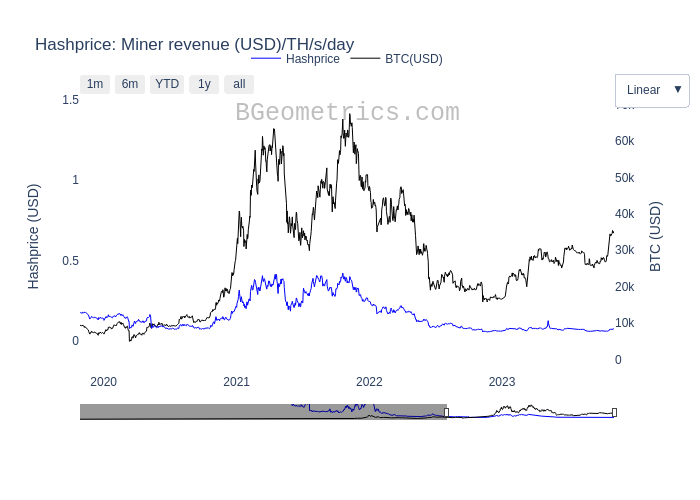 Hashprice: Miner revenue (USD)/TH/s/day
Hashprice BTC(USD)
1m 6m YTD 1y all
Linear ▼
BGeometrics.com
1.5
1
0.5
0
Hashprice (USD)
60k
50k
40k
30k
20k
10k
0
BTC (USD)
2020 2021 2022 2023